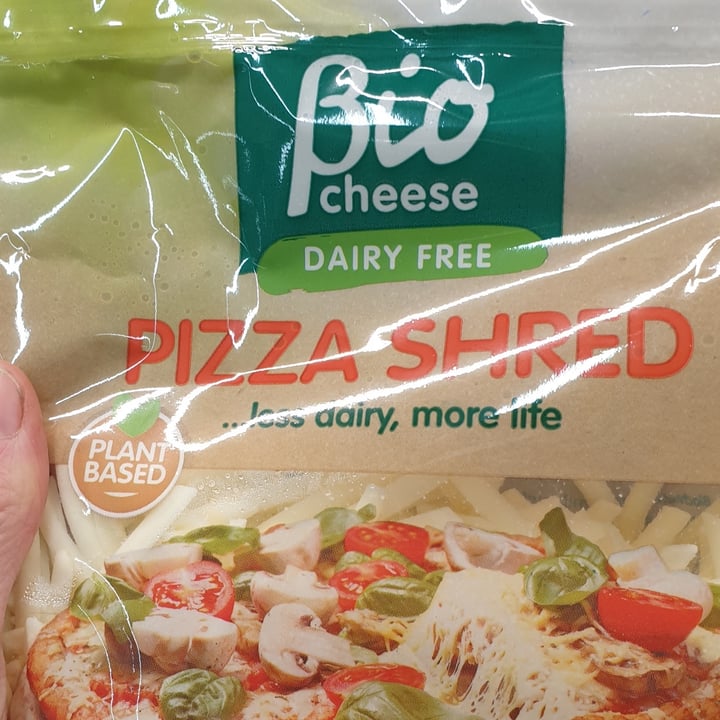 Bio
cheese
DAIRY FREE
PIZZA SHRED
...less dairy, more life
PLANT
BASED